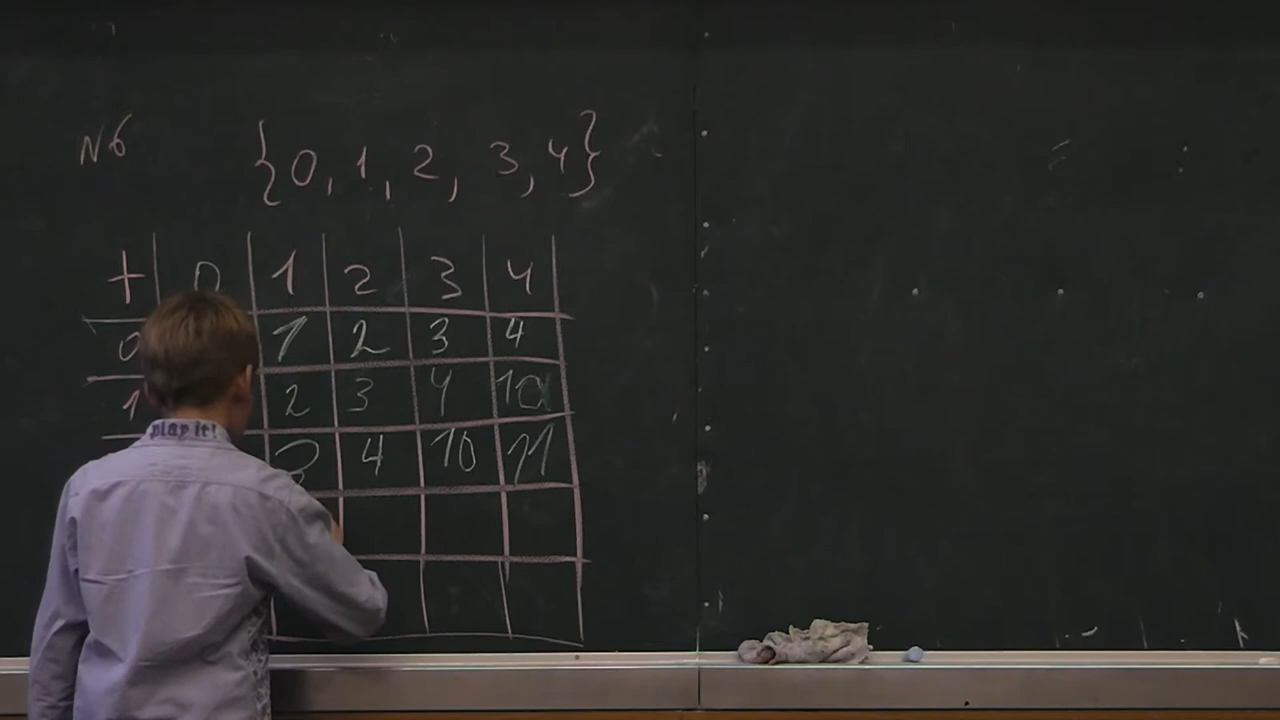 №6 {0, 1, 2, 3, 4}
+ 0 1 2 3 4
0 1 2 3 4
1 2 3 4 10
3 4 10 11
play it!